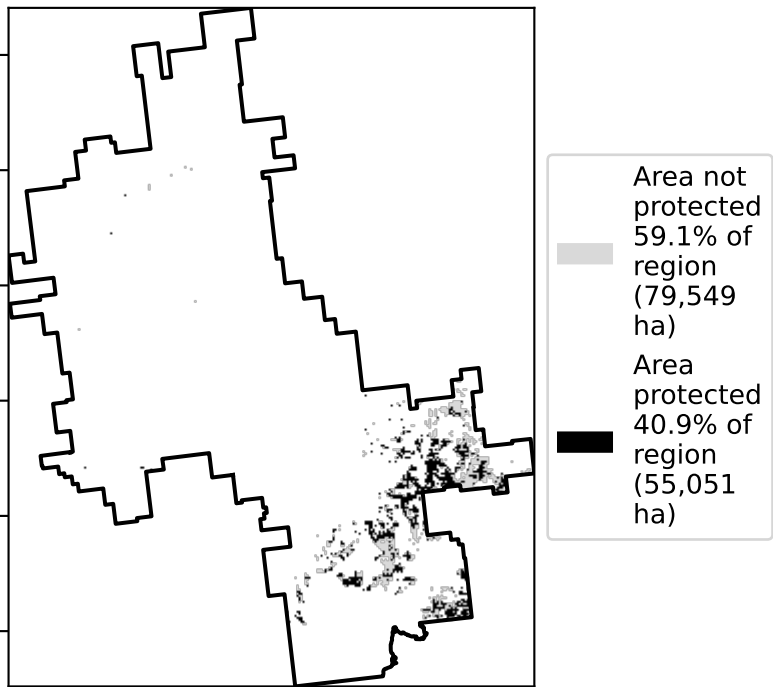 Area not
protected
59.1% of
region
(79,549
ha)
Area
protected
40.9% of
region
(55,051
ha)